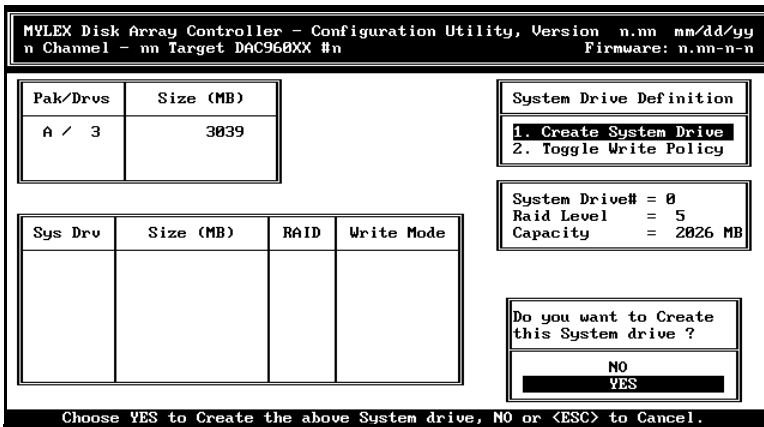 MYLEX Disk Array Controller - Configuration Utility, Version n.nn mm/dd/yy
n Channel - nn Target DAC960XX #n Firmware: n.nn-n-n
Pak/Drvs Size (MB)
A / 3 3039
System Drive Definition
1. Create System Drive
2. Toggle Write Policy
System Drive# = 0
Raid Level = 5
Capacity = 2026 MB
Sys Drv Size (MB) RAID Write Mode
Do you want to Create
this System drive ?
NO
YES
Choose YES to Create the above System drive, NO or <ESC> to Cancel.